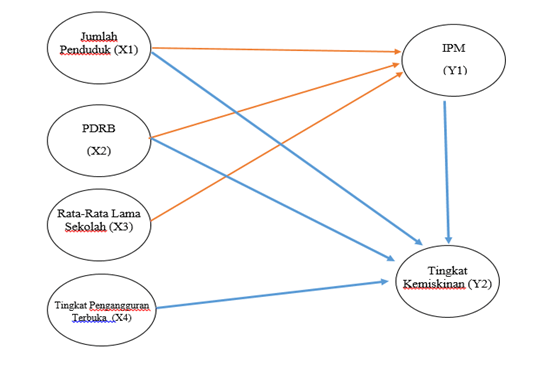 Jumlah
Penduduk (X1)
IPM
(Y1)
PDRB
(X2)
Rata-Rata Lama
Sekolah (X3)
Tingkat
Kemiskinan (Y2)
Tingkat Pengangguran
Terbuka (X4)